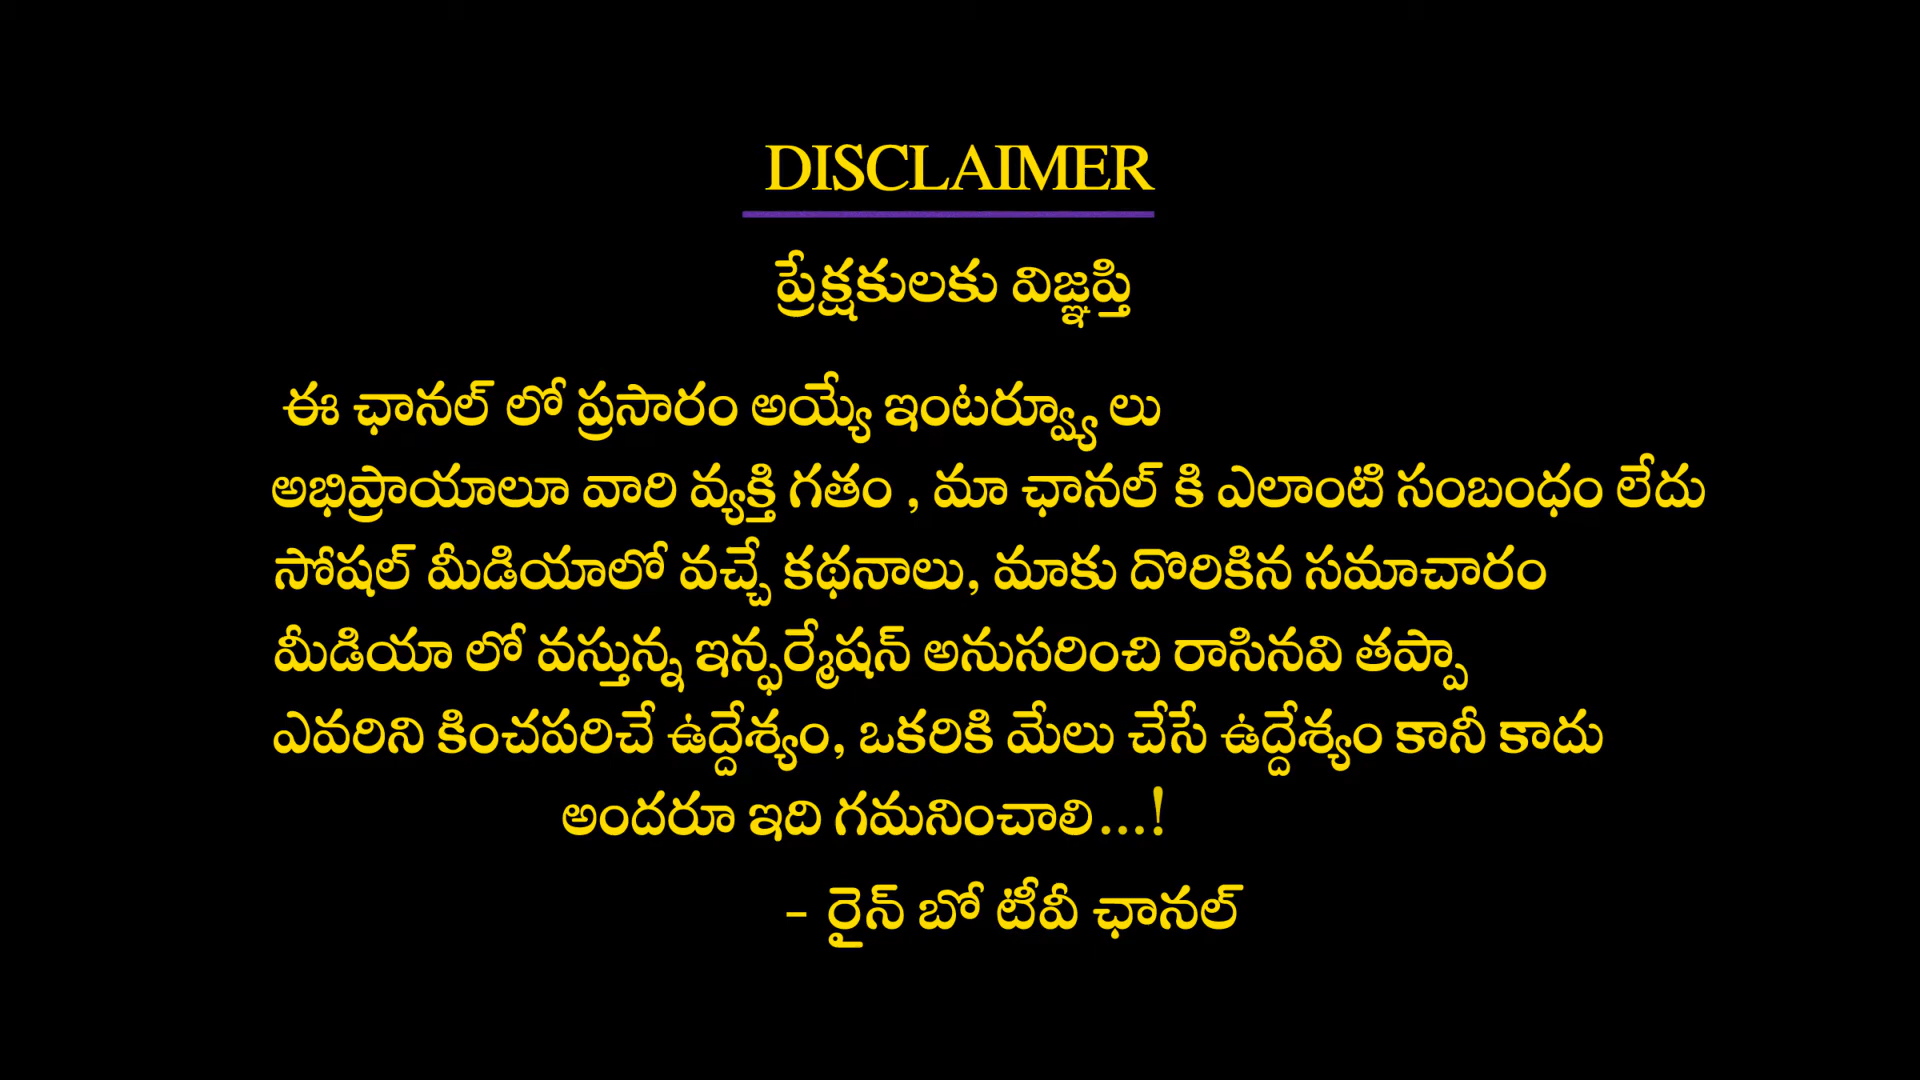 DISCLAIMER
ప్రేక్షకులకు విజ్ఞప్తి
ఈ ఛానల్ లో ప్రసారం అయ్యే ఇంటర్వ్యూ లు
అభిప్రాయాలూ వారి వ్యక్తి గతం , మా ఛానల్ కి ఎలాంటి సంబంధం లేదు
సోషల్ మీడియాలో వచ్చే కథనాలు, మాకు దొరికిన సమాచారం
మీడియా లో వస్తున్న ఇన్ఫర్మేషన్ అనుసరించి రాసినవి తప్పా
ఎవరిని కించపరిచే ఉద్దేశ్యం, ఒకరికి మేలు చేసే ఉద్దేశ్యం కానీ కాదు
అందరూ ఇది గమనించాలి...!
- రైన్ బో టీవీ ఛానల్